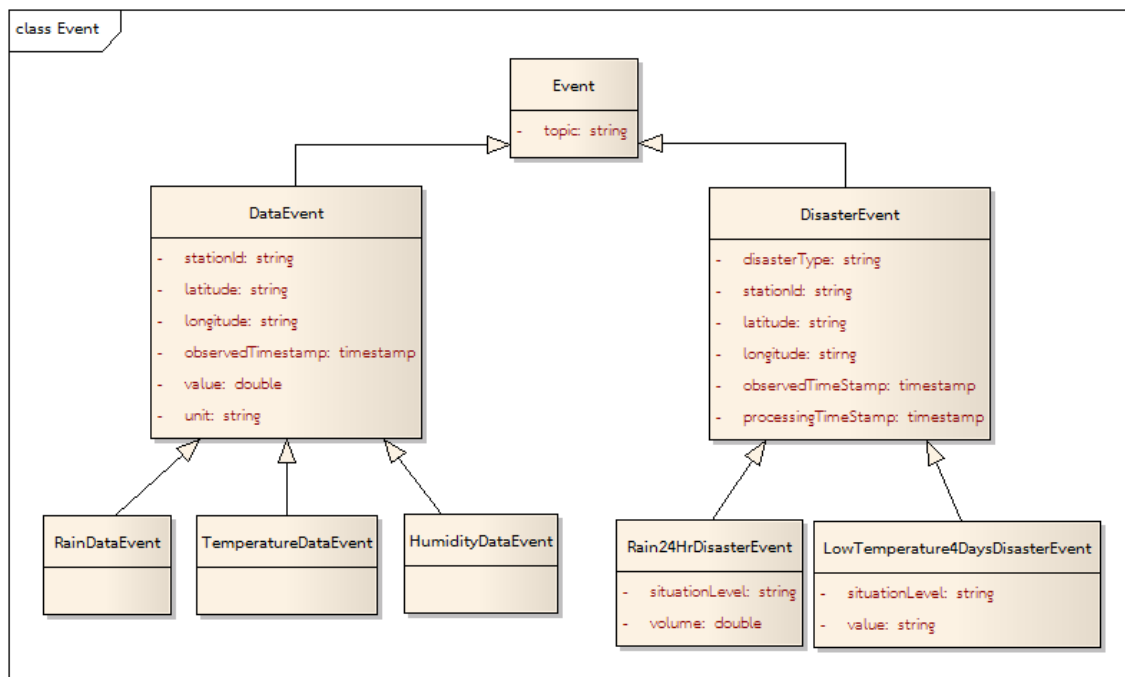 class Event
Event
- topic: string
DataEvent
- stationId: string
- latitude: string
- longitude: string
- observedTimestamp: timestamp
- value: double
- unit: string
DisasterEvent
- disasterType: string
- stationId: string
- latitude: string
- longitude: stirng
- observedTimeStamp: timestamp
- processingTimeStamp: timestamp
RainDataEvent
TemperatureDataEvent
HumidityDataEvent
Rain24HrDisasterEvent
- situationLevel: string
- volume: double
LowTemperature4DaysDisasterEvent
- situationLevel: string
- value: string